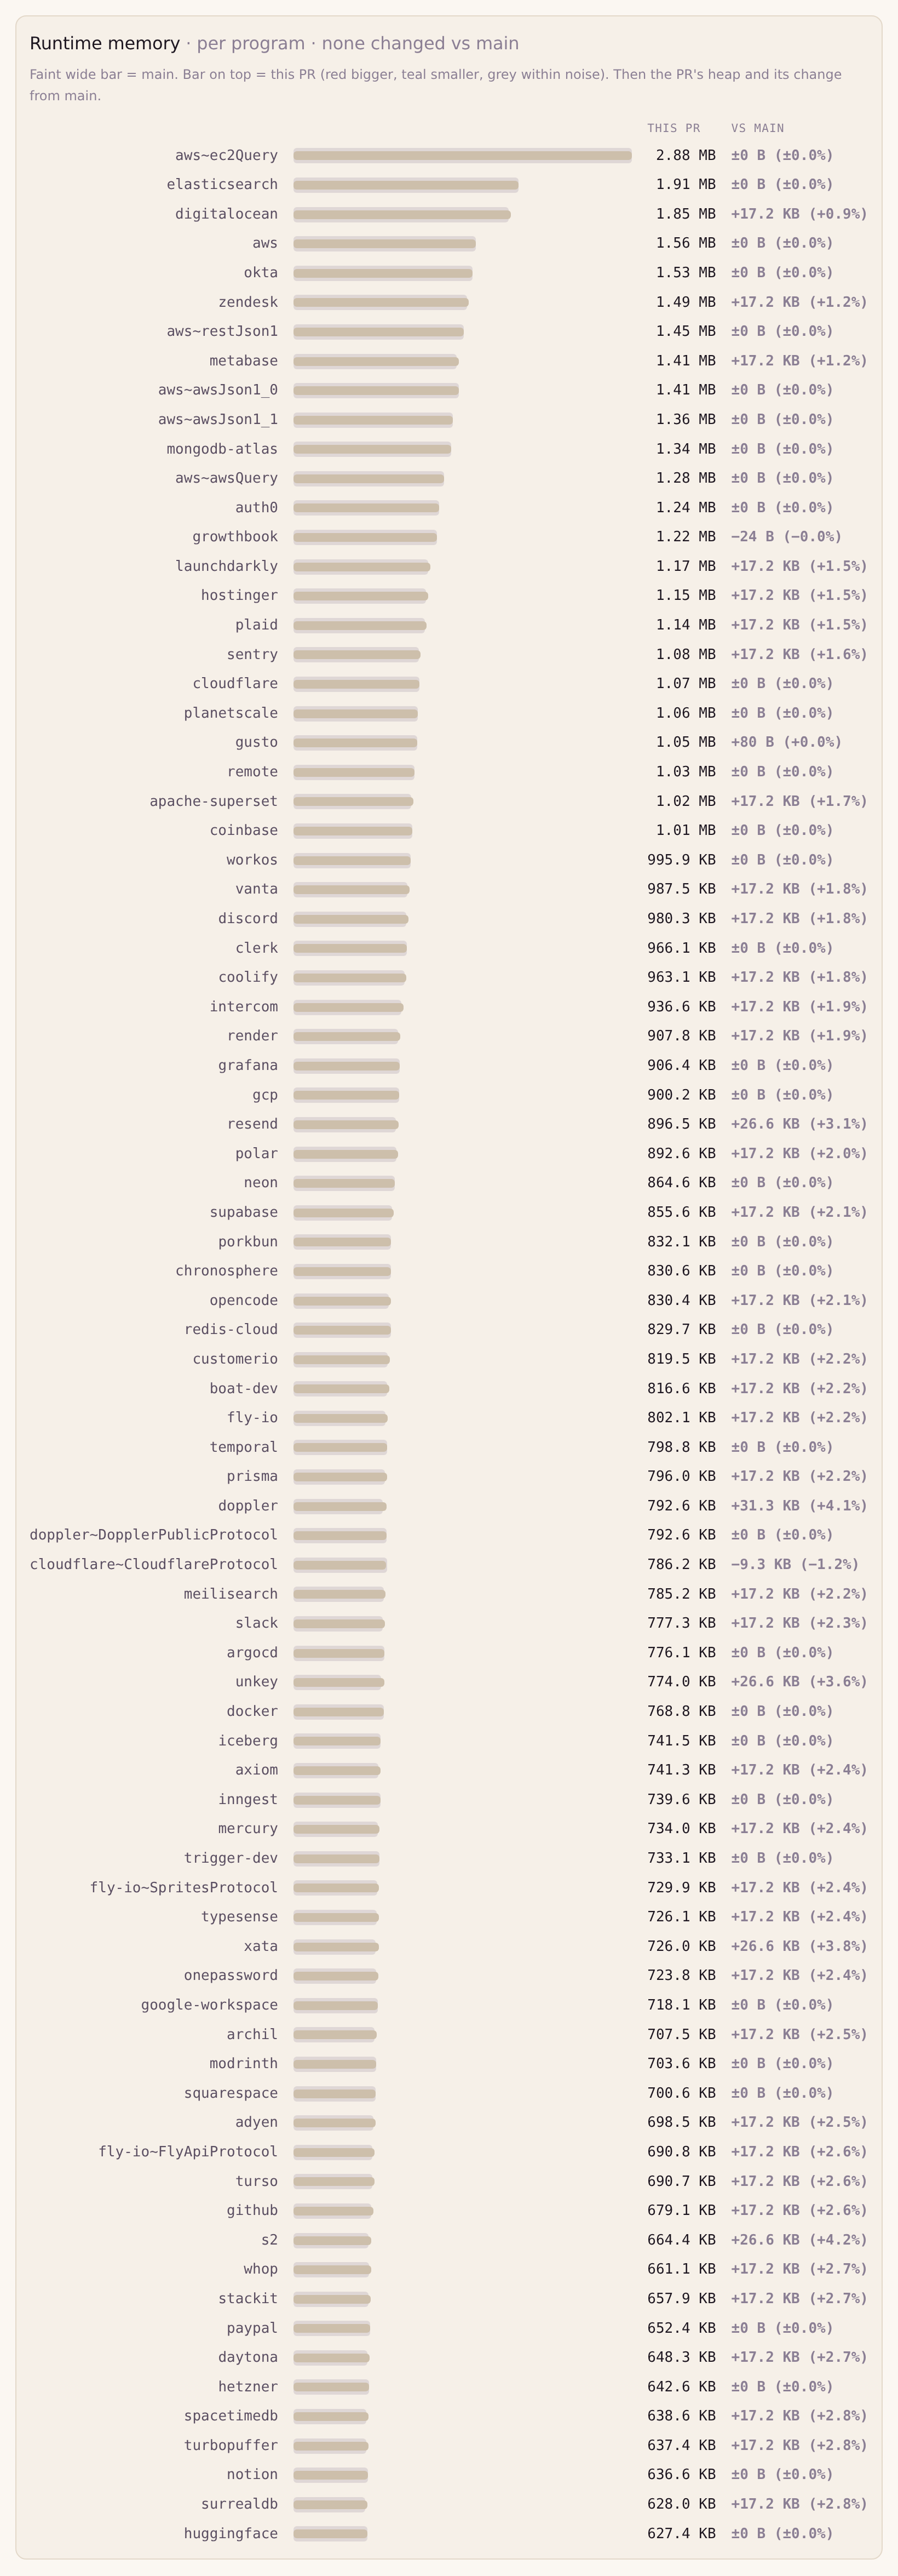 Runtime memory · per program · none changed vs main
Faint wide bar = main. Bar on top = this PR (red bigger, teal smaller, grey within noise). Then the PR's heap and its change
from main.
THIS PR VS MAIN
aws~ec2Query 2.88 MB ±0 B (±0.0%)
elasticsearch 1.91 MB ±0 B (±0.0%)
digitalocean 1.85 MB +17.2 KB (+0.9%)
aws 1.56 MB ±0 B (±0.0%)
okta 1.53 MB ±0 B (±0.0%)
zendesk 1.49 MB +17.2 KB (+1.2%)
aws~restJson1 1.45 MB ±0 B (±0.0%)
metabase 1.41 MB +17.2 KB (+1.2%)
aws~awsJson1_0 1.41 MB ±0 B (±0.0%)
aws~awsJson1_1 1.36 MB ±0 B (±0.0%)
mongodb-atlas 1.34 MB ±0 B (±0.0%)
aws~awsQuery 1.28 MB ±0 B (±0.0%)
auth0 1.24 MB ±0 B (±0.0%)
growthbook 1.22 MB −24 B (−0.0%)
launchdarkly 1.17 MB +17.2 KB (+1.5%)
hostinger 1.15 MB +17.2 KB (+1.5%)
plaid 1.14 MB +17.2 KB (+1.5%)
sentry 1.08 MB +17.2 KB (+1.6%)
cloudflare 1.07 MB ±0 B (±0.0%)
planetscale 1.06 MB ±0 B (±0.0%)
gusto 1.05 MB +80 B (+0.0%)
remote 1.03 MB ±0 B (±0.0%)
apache-superset 1.02 MB +17.2 KB (+1.7%)
coinbase 1.01 MB ±0 B (±0.0%)
workos 995.9 KB ±0 B (±0.0%)
vanta 987.5 KB +17.2 KB (+1.8%)
discord 980.3 KB +17.2 KB (+1.8%)
clerk 966.1 KB ±0 B (±0.0%)
coolify 963.1 KB +17.2 KB (+1.8%)
intercom 936.6 KB +17.2 KB (+1.9%)
render 907.8 KB +17.2 KB (+1.9%)
grafana 906.4 KB ±0 B (±0.0%)
gcp 900.2 KB ±0 B (±0.0%)
resend 896.5 KB +26.6 KB (+3.1%)
polar 892.6 KB +17.2 KB (+2.0%)
neon 864.6 KB ±0 B (±0.0%)
supabase 855.6 KB +17.2 KB (+2.1%)
porkbun 832.1 KB ±0 B (±0.0%)
chronosphere 830.6 KB ±0 B (±0.0%)
opencode 830.4 KB +17.2 KB (+2.1%)
redis-cloud 829.7 KB ±0 B (±0.0%)
customerio 819.5 KB +17.2 KB (+2.2%)
boat-dev 816.6 KB +17.2 KB (+2.2%)
fly-io 802.1 KB +17.2 KB (+2.2%)
temporal 798.8 KB ±0 B (±0.0%)
prisma 796.0 KB +17.2 KB (+2.2%)
doppler 792.6 KB +31.3 KB (+4.1%)
doppler~DopplerPublicProtocol 792.6 KB ±0 B (±0.0%)
cloudflare~CloudflareProtocol 786.2 KB −9.3 KB (−1.2%)
meilisearch 785.2 KB +17.2 KB (+2.2%)
slack 777.3 KB +17.2 KB (+2.3%)
argocd 776.1 KB ±0 B (±0.0%)
unkey 774.0 KB +26.6 KB (+3.6%)
docker 768.8 KB ±0 B (±0.0%)
iceberg 741.5 KB ±0 B (±0.0%)
axiom 741.3 KB +17.2 KB (+2.4%)
inngest 739.6 KB ±0 B (±0.0%)
mercury 734.0 KB +17.2 KB (+2.4%)
trigger-dev 733.1 KB ±0 B (±0.0%)
fly-io~SpritesProtocol 729.9 KB +17.2 KB (+2.4%)
typesense 726.1 KB +17.2 KB (+2.4%)
xata 726.0 KB +26.6 KB (+3.8%)
onepassword 723.8 KB +17.2 KB (+2.4%)
google-workspace 718.1 KB ±0 B (±0.0%)
archil 707.5 KB +17.2 KB (+2.5%)
modrinth 703.6 KB ±0 B (±0.0%)
squarespace 700.6 KB ±0 B (±0.0%)
adyen 698.5 KB +17.2 KB (+2.5%)
fly-io~FlyApiProtocol 690.8 KB +17.2 KB (+2.6%)
turso 690.7 KB +17.2 KB (+2.6%)
github 679.1 KB +17.2 KB (+2.6%)
s2 664.4 KB +26.6 KB (+4.2%)
whop 661.1 KB +17.2 KB (+2.7%)
stackit 657.9 KB +17.2 KB (+2.7%)
paypal 652.4 KB ±0 B (±0.0%)
daytona 648.3 KB +17.2 KB (+2.7%)
hetzner 642.6 KB ±0 B (±0.0%)
spacetimedb 638.6 KB +17.2 KB (+2.8%)
turbopuffer 637.4 KB +17.2 KB (+2.8%)
notion 636.6 KB ±0 B (±0.0%)
surrealdb 628.0 KB +17.2 KB (+2.8%)
huggingface 627.4 KB ±0 B (±0.0%)